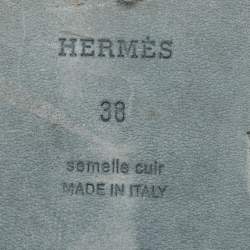 HERMÈS
38
semelle cuir
MADE IN ITALY